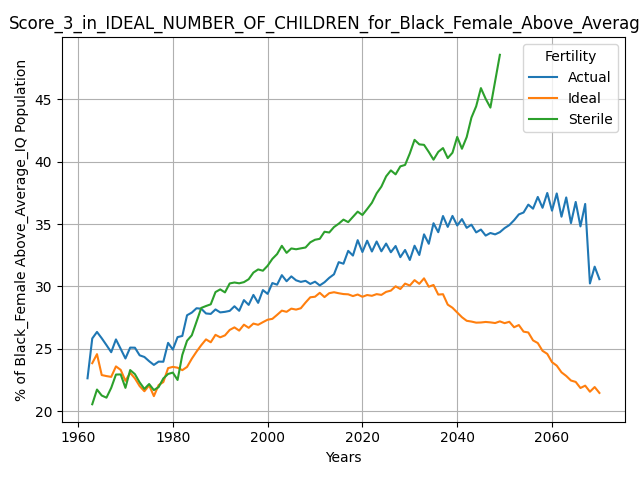 Score_3_in_IDEAL_NUMBER_OF_CHILDREN_for_Black_Female_Above_Averag
% of Black_Female Above_Average_IQ Population
45
40
35
30
25
20
Fertility
Actual
Ideal
Sterile
1960
1980
2000
2020
2040
2060
Years